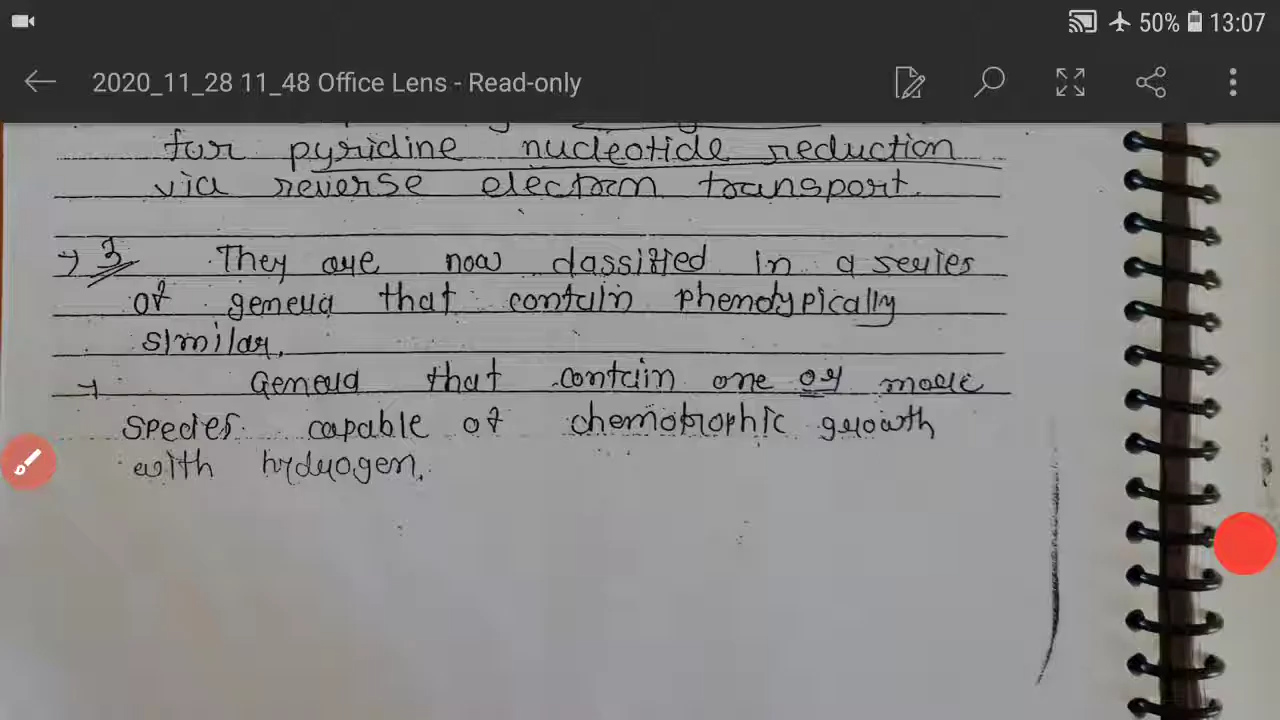 50% 13:07
2020_11_28 11_48 Office Lens - Read-only
for pyridine nucleotide reduction
via reverse electron transport.
→ 3 They are now classified in a series
of genera that contain phenotypically
similar.
→ Genera that contain one or more
species capable of chemotrophic growth
with hydrogen.